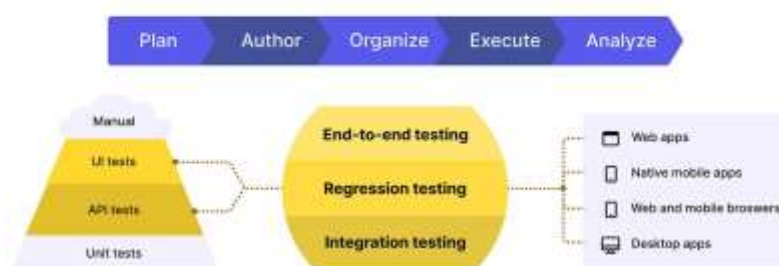 Plan Author Organize Execute Analyze
Manual
UI tests
API tests
Unit tests
End-to-end testing
Regression testing
Integration testing
Web apps
Native mobile apps
Web and mobile broswers
Desktop apps